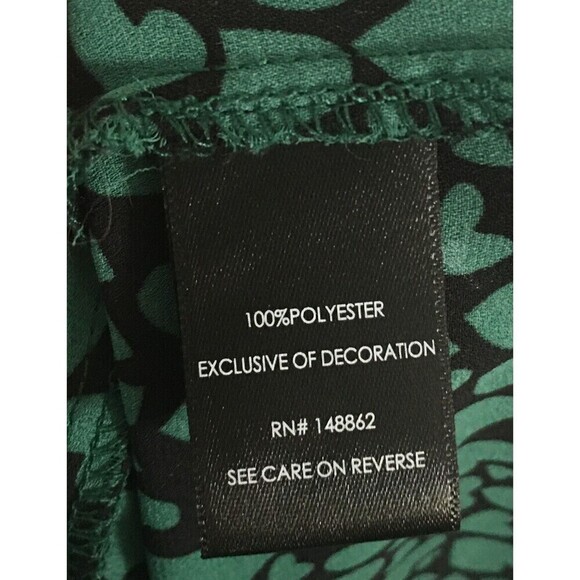 100%POLYESTER
EXCLUSIVE OF DECORATION
RN# 148862
SEE CARE ON REVERSE